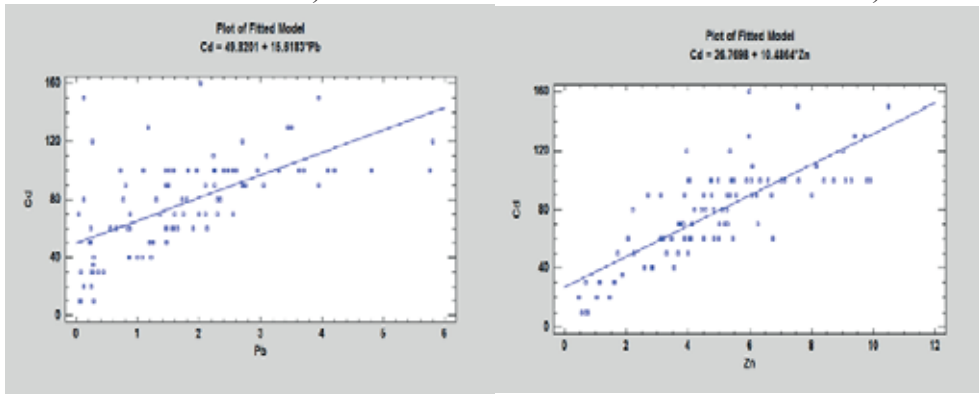 Plot of Fitted Model
Cd = 49.8201 + 15.6183*Pb
160
120
80
40
0
Cd
0 1 2 3 4 5 6
Pb
Plot of Fitted Model
Cd = 26.7698 + 10.4864*Zn
160
120
80
40
0
Cd
0 2 4 6 8 10 12
Zn